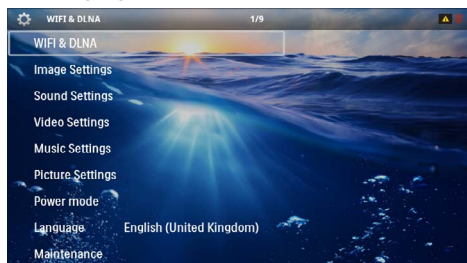 WIFI & DLNA 1/9
WIFI & DLNA
Image Settings
Sound Settings
Video Settings
Music Settings
Picture Settings
Power mode
Language English (United Kingdom)
Maintenance